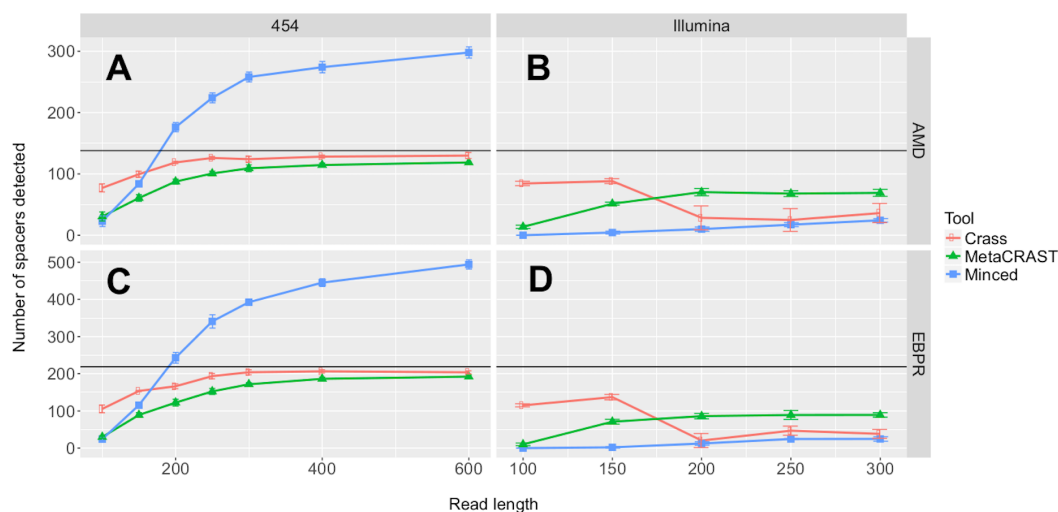 454
Illumina
A
B
300
200
100
0
AMD
C
D
500
400
300
200
100
0
EBPR
200
400
600
100
150
200
250
300
Number of spacers detected
Read length
Tool
Crass
MetaCRAST
Minced